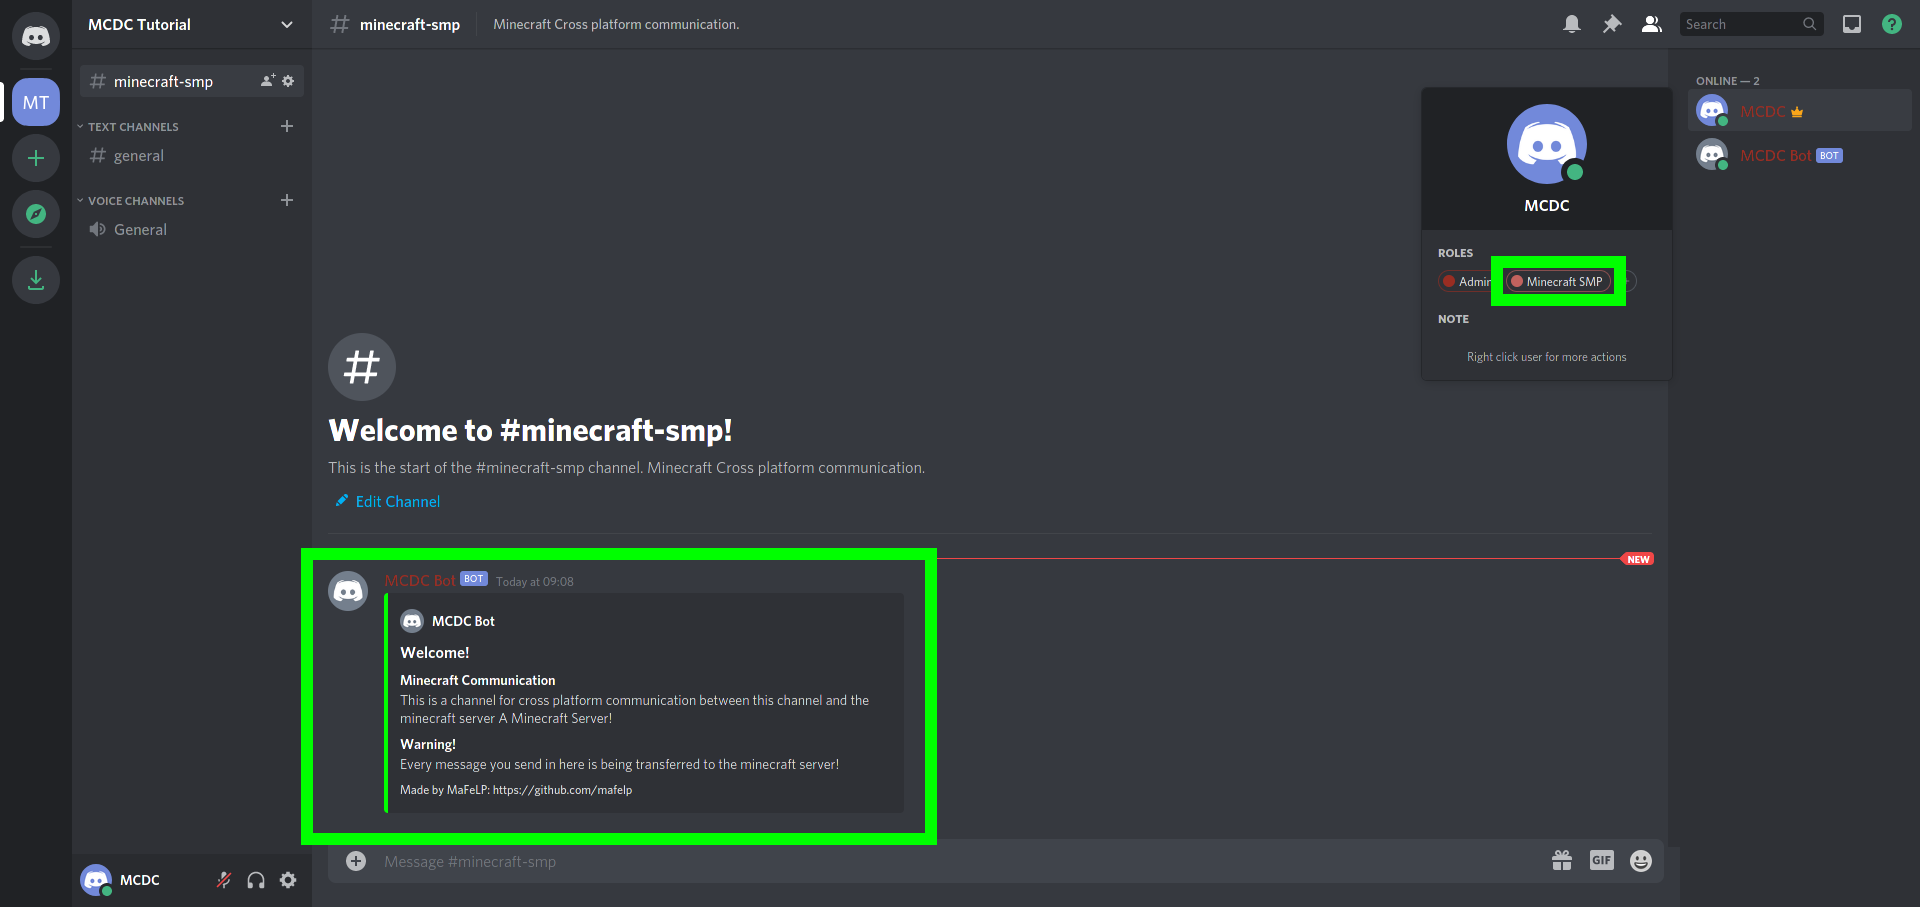 MCDC Tutorial
MT
minecraft-smp
TEXT CHANNELS
general
VOICE CHANNELS
General
MCDC
minecraft-smp
Minecraft Cross platform communication.
Search
?
Welcome to #minecraft-smp!
This is the start of the #minecraft-smp channel. Minecraft Cross platform communication.
Edit Channel
NEW
MCDC Bot BOT Today at 09:08
MCDC Bot
Welcome!
Minecraft Communication
This is a channel for cross platform communication between this channel and the
minecraft server A Minecraft Server!
Warning!
Every message you send in here is being transferred to the minecraft server!
Made by MaFeLP: https://github.com/mafelp
Message #minecraft-smp
GIF
MCDC
ROLES
Admin
Minecraft SMP
NOTE
Right click user for more actions
ONLINE — 2
MCDC
MCDC Bot BOT